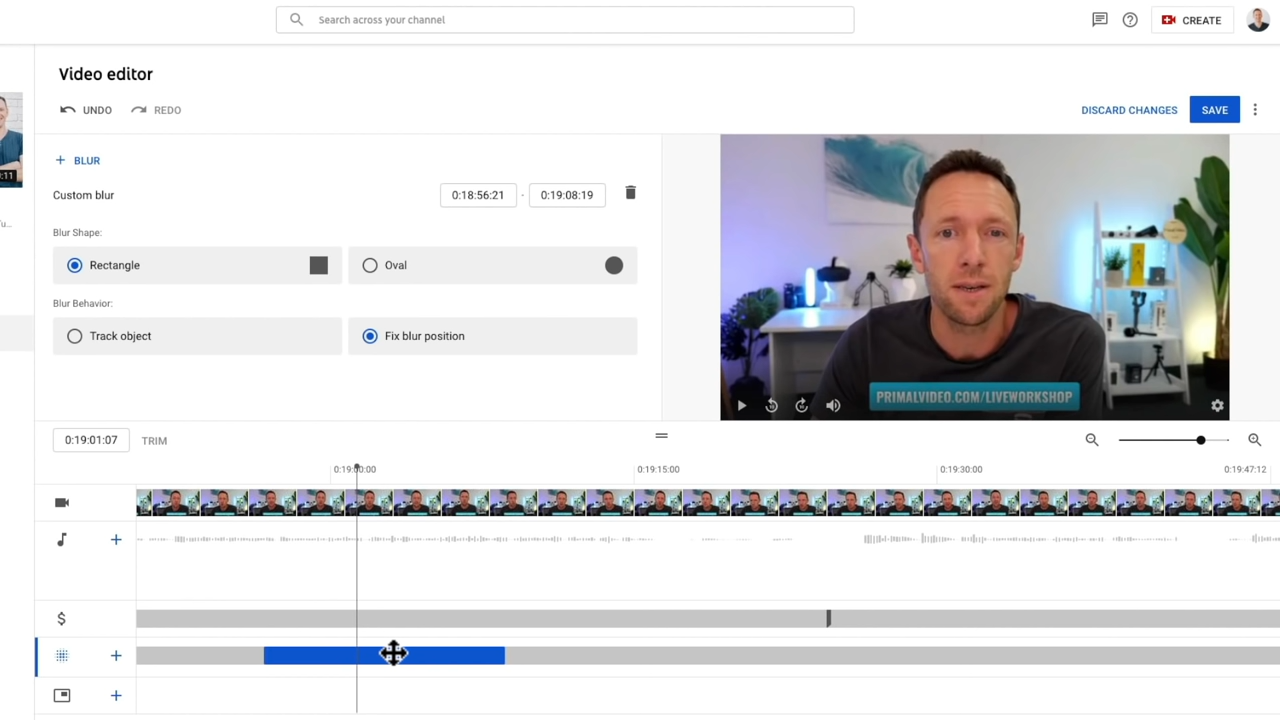 Search across your channel
CREATE
Video editor
UNDO
REDO
DISCARD CHANGES
SAVE
:11
BLUR
Custom blur
0:18:56:21
-
0:19:08:19
Blur Shape:
Rectangle
Oval
Blur Behavior:
Track object
Fix blur position
PRIMALVIDEO.COM/LIVEWORKSHOP
0:19:01:07
TRIM
0:19:00:00
0:19:15:00
0:19:30:00
0:19:47:12
$